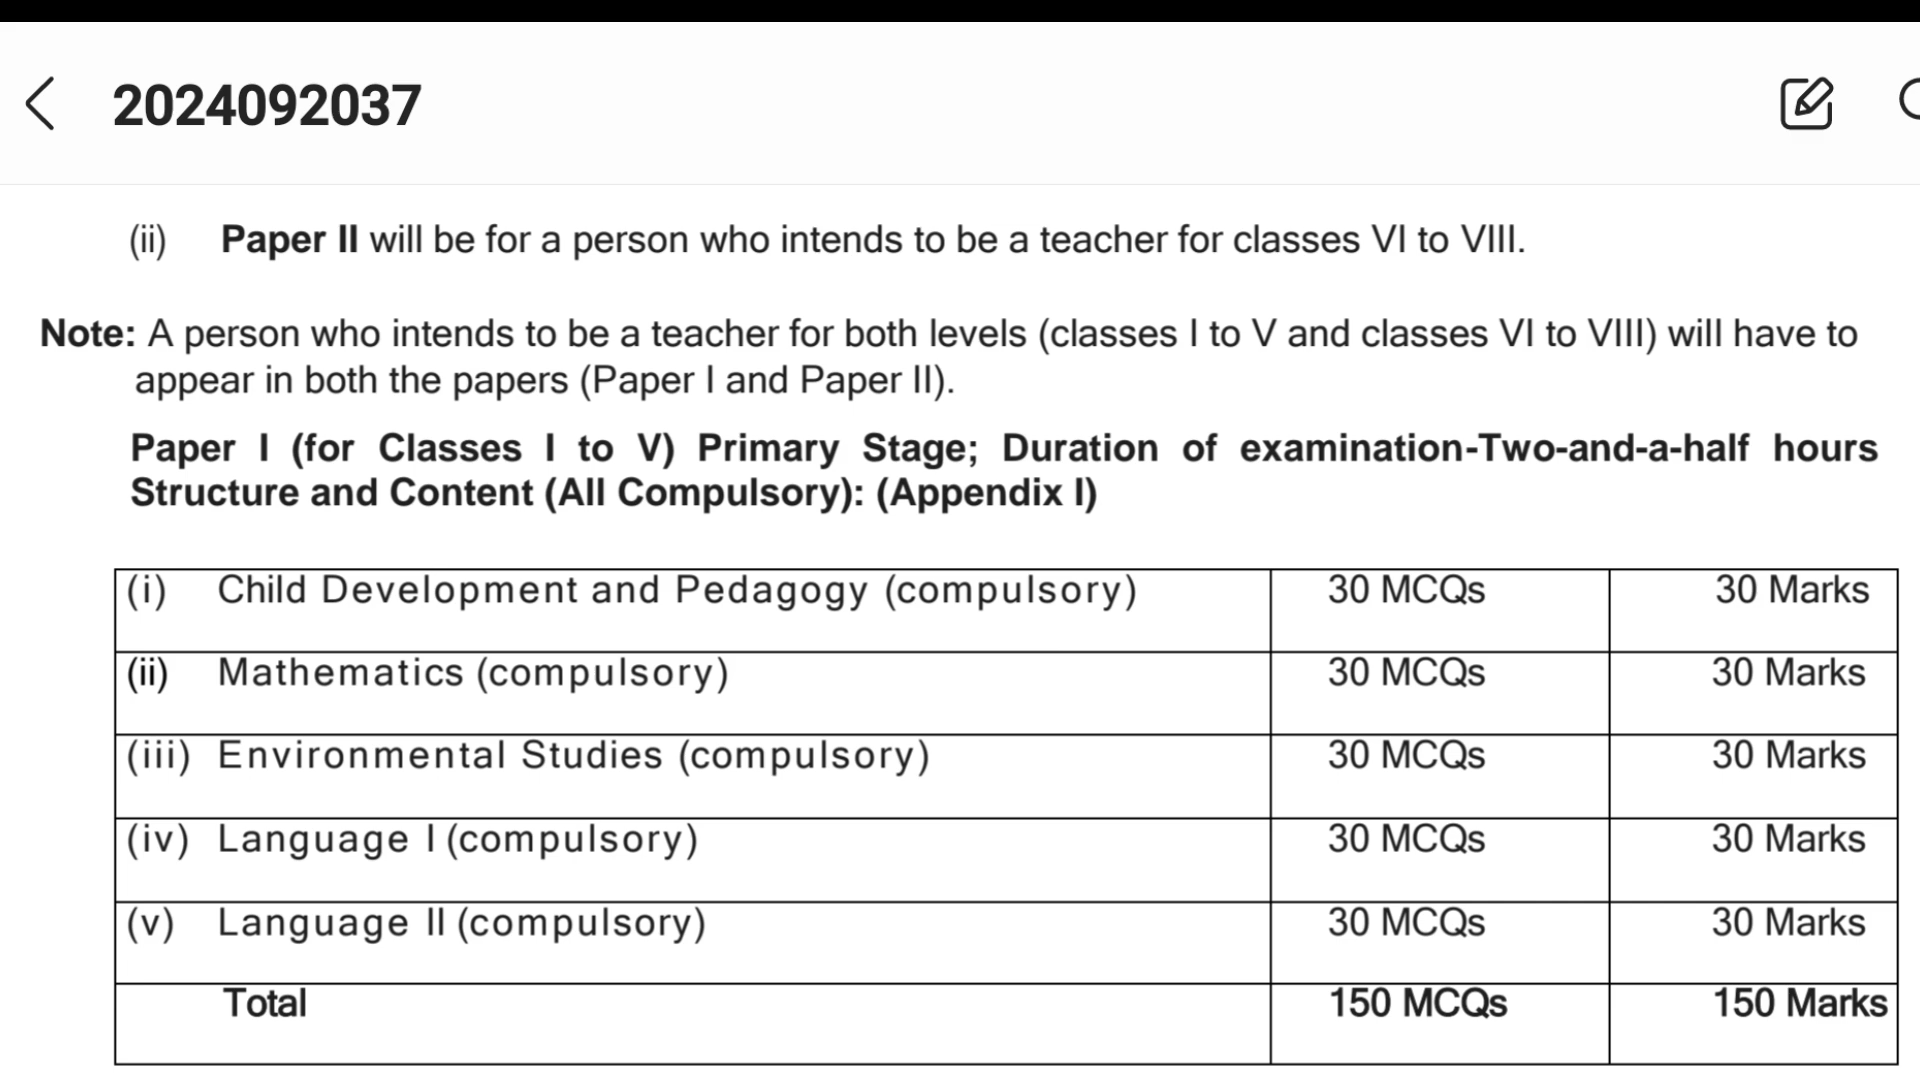 2024092037
(ii) Paper II will be for a person who intends to be a teacher for classes VI to VIII.
Note: A person who intends to be a teacher for both levels (classes I to V and classes VI to VIII) will have to
appear in both the papers (Paper I and Paper II).
Paper I (for Classes I to V) Primary Stage; Duration of examination-Two-and-a-half hours
Structure and Content (All Compulsory): (Appendix I)
(i) Child Development and Pedagogy (compulsory) 30 MCQs 30 Marks
(ii) Mathematics (compulsory) 30 MCQs 30 Marks
(iii) Environmental Studies (compulsory) 30 MCQs 30 Marks
(iv) Language I (compulsory) 30 MCQs 30 Marks
(v) Language II (compulsory) 30 MCQs 30 Marks
Total 150 MCQs 150 Marks